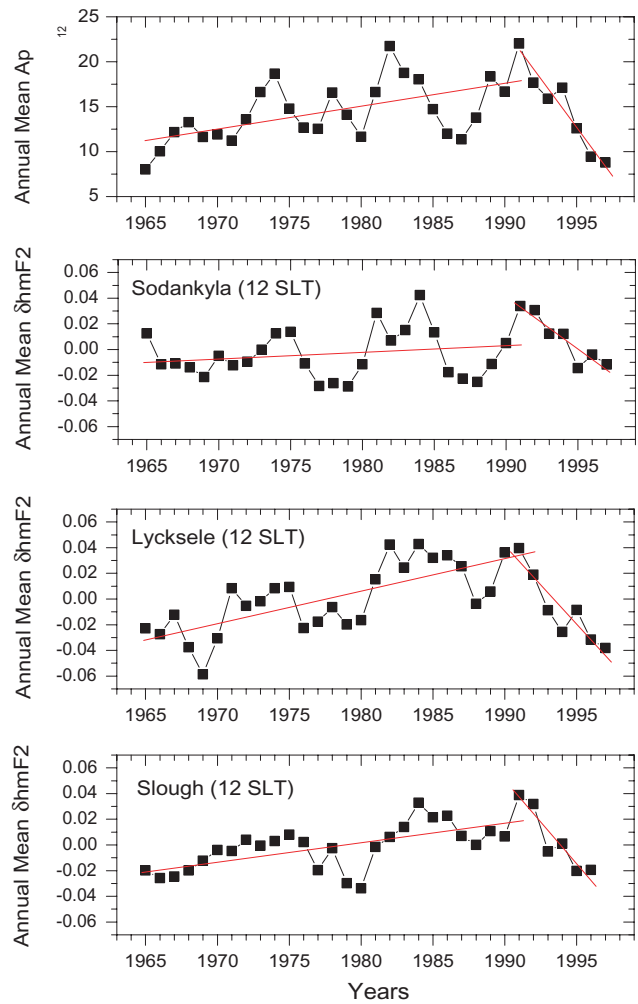 Annual Mean Ap
12
25
20
15
10
5
1965 1970 1975 1980 1985 1990 1995
Annual Mean δhmF2
0.06
0.04
0.02
0.00
-0.02
-0.04
-0.06
Sodankyla (12 SLT)
1965 1970 1975 1980 1985 1990 1995
Annual Mean δhmF2
0.06
0.04
0.02
0.00
-0.02
-0.04
-0.06
Lycksele (12 SLT)
1965 1970 1975 1980 1985 1990 1995
Annual Mean δhmF2
0.06
0.04
0.02
0.00
-0.02
-0.04
-0.06
Slough (12 SLT)
1965 1970 1975 1980 1985 1990 1995
Years